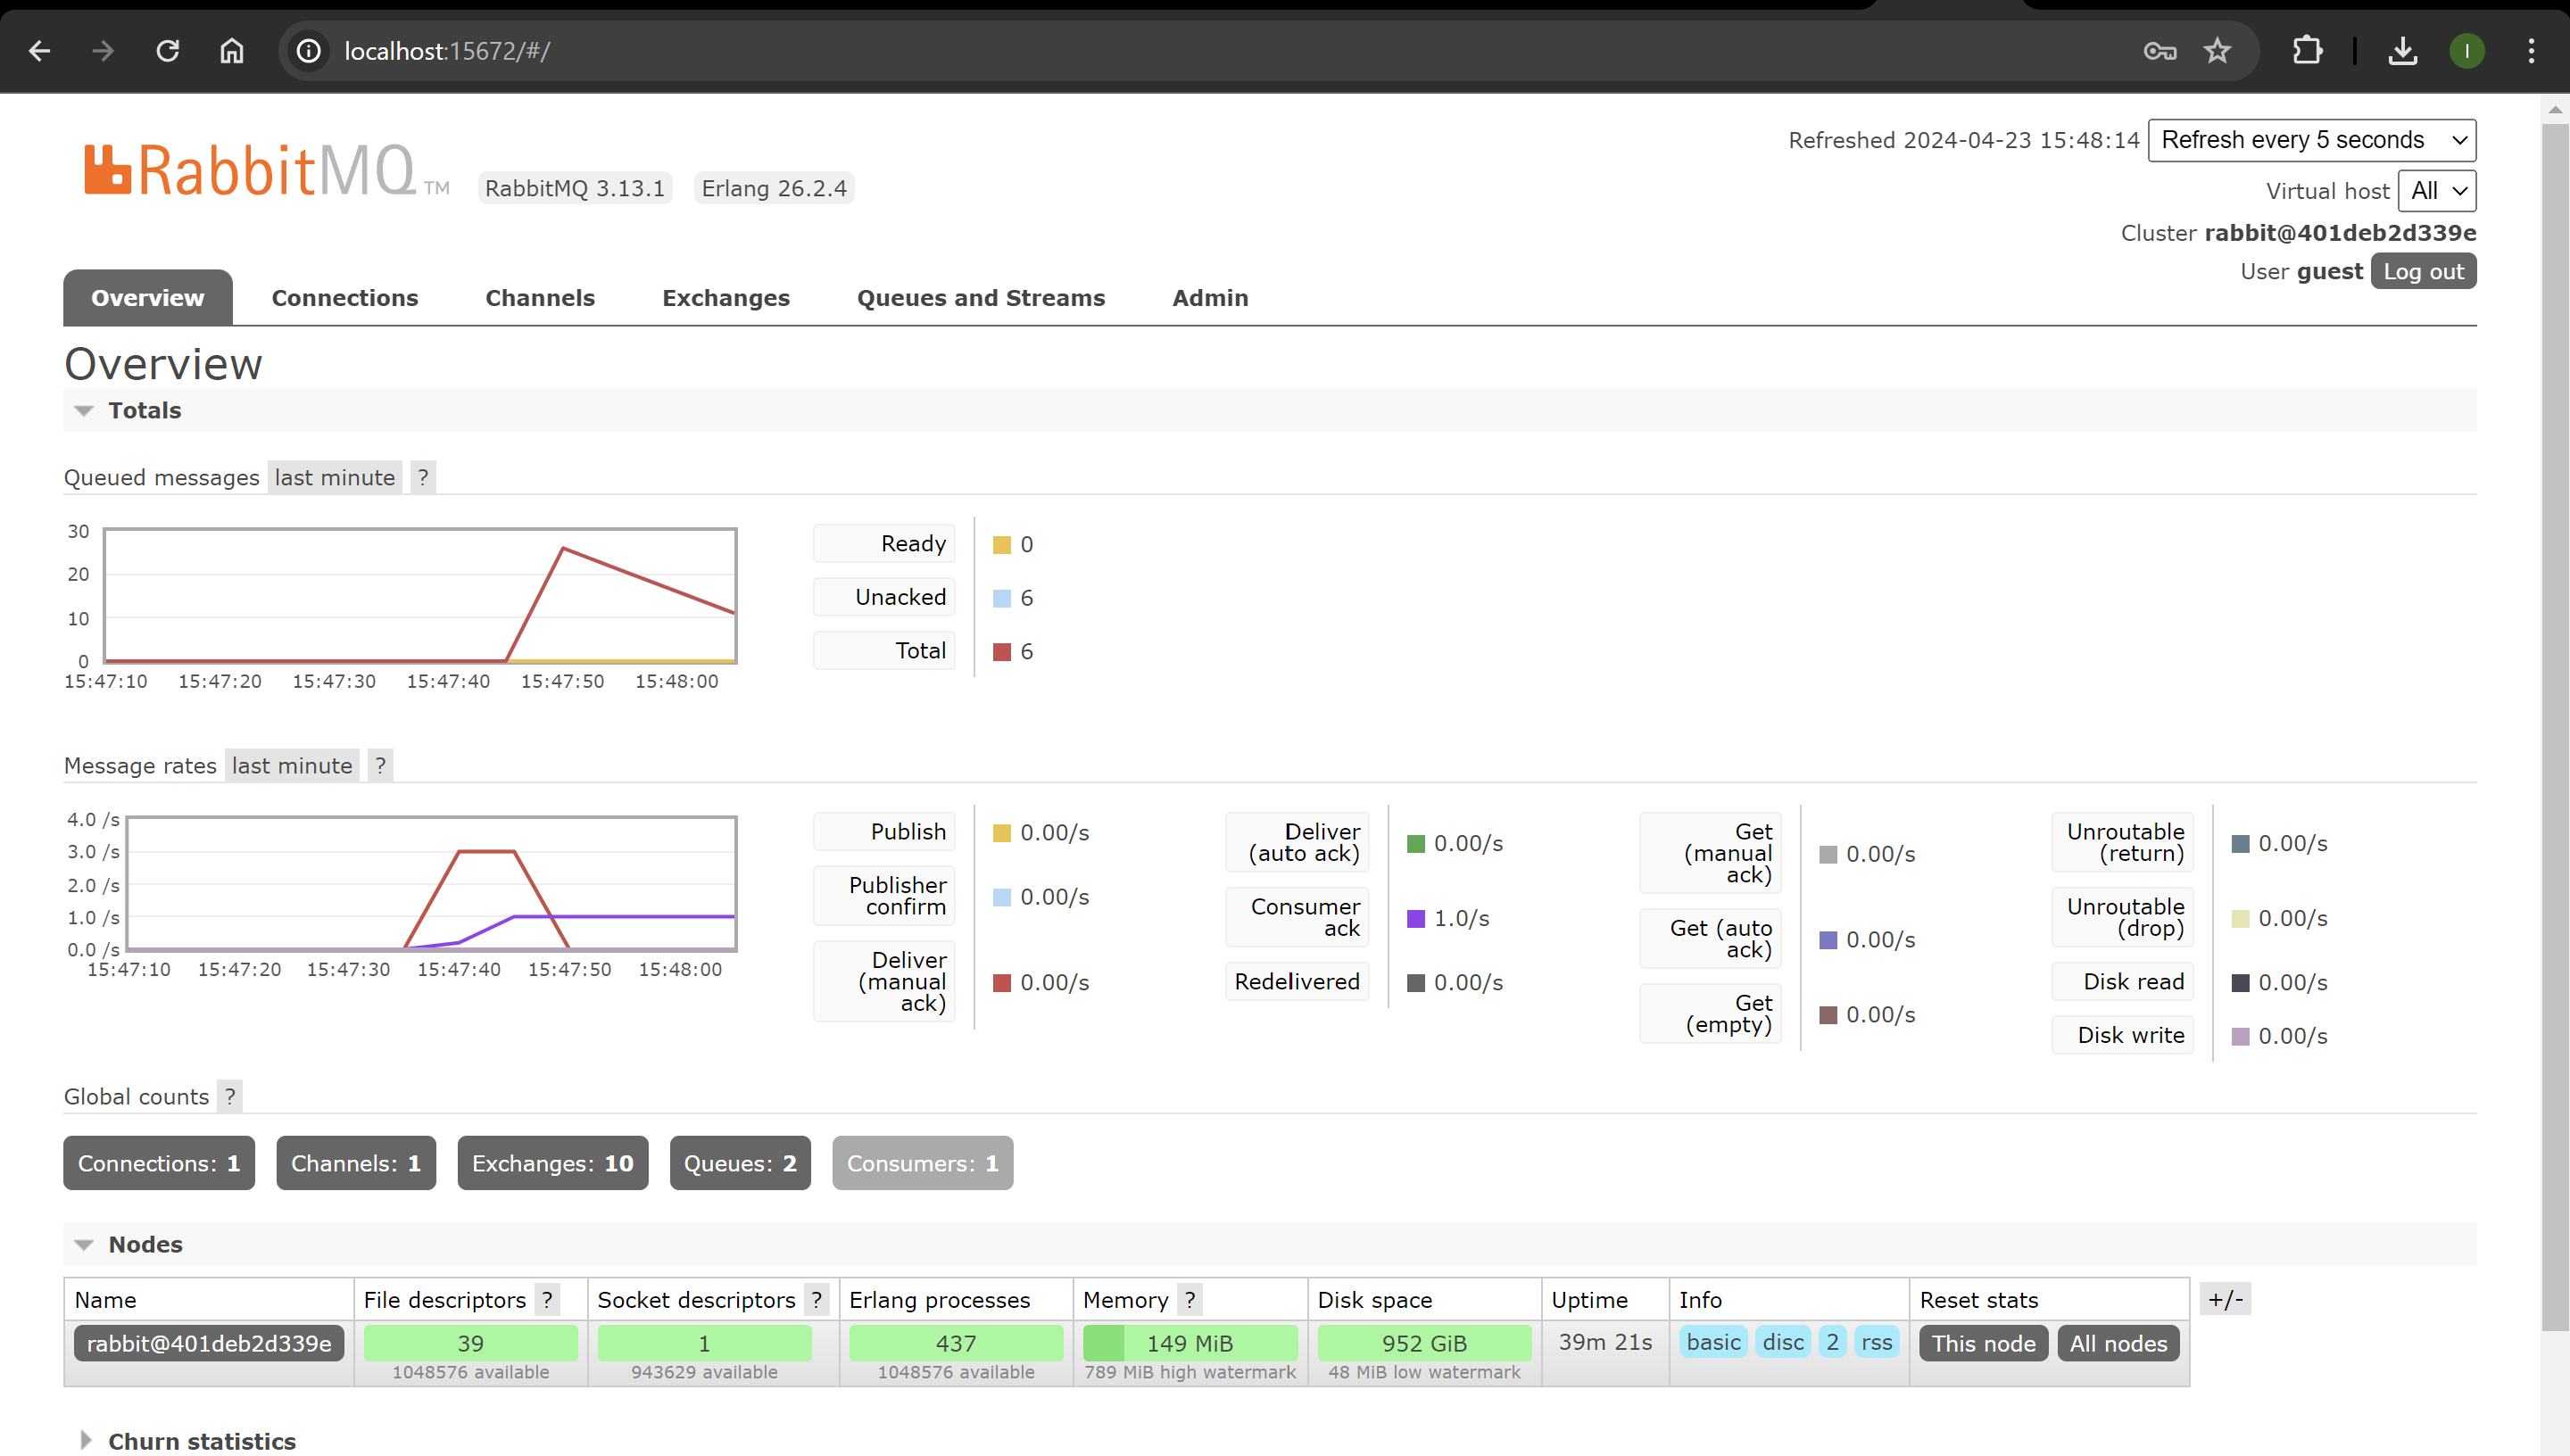 localhost:15672/#/
I
RabbitMQ TM
RabbitMQ 3.13.1 Erlang 26.2.4
Refreshed 2024-04-23 15:48:14 Refresh every 5 seconds
Virtual host All
Cluster rabbit@401deb2d339e
User guest Log out
Overview Connections Channels Exchanges Queues and Streams Admin
Overview
Totals
Queued messages last minute ?
30
20
10
0
15:47:10 15:47:20 15:47:30 15:47:40 15:47:50 15:48:00
Ready 0
Unacked 6
Total 6
Message rates last minute ?
4.0 /s
3.0 /s
2.0 /s
1.0 /s
0.0 /s
15:47:10 15:47:20 15:47:30 15:47:40 15:47:50 15:48:00
Publish 0.00/s
Publisher
confirm 0.00/s
Deliver
(manual
ack) 0.00/s
Deliver
(auto ack) 0.00/s
Consumer
ack 1.0/s
Redelivered 0.00/s
Get
(manual
ack) 0.00/s
Get (auto
ack) 0.00/s
Get
(empty) 0.00/s
Unroutable
(return) 0.00/s
Unroutable
(drop) 0.00/s
Disk read 0.00/s
Disk write 0.00/s
Global counts ?
Connections: 1 Channels: 1 Exchanges: 10 Queues: 2 Consumers: 1
Nodes
Name File descriptors ? Socket descriptors ? Erlang processes Memory ? Disk space Uptime Info Reset stats +/-
rabbit@401deb2d339e 39 1 437 149 MiB 952 GiB 39m 21s basic disc 2 rss This node All nodes
1048576 available 943629 available 1048576 available 789 MiB high watermark 48 MiB low watermark
Churn statistics